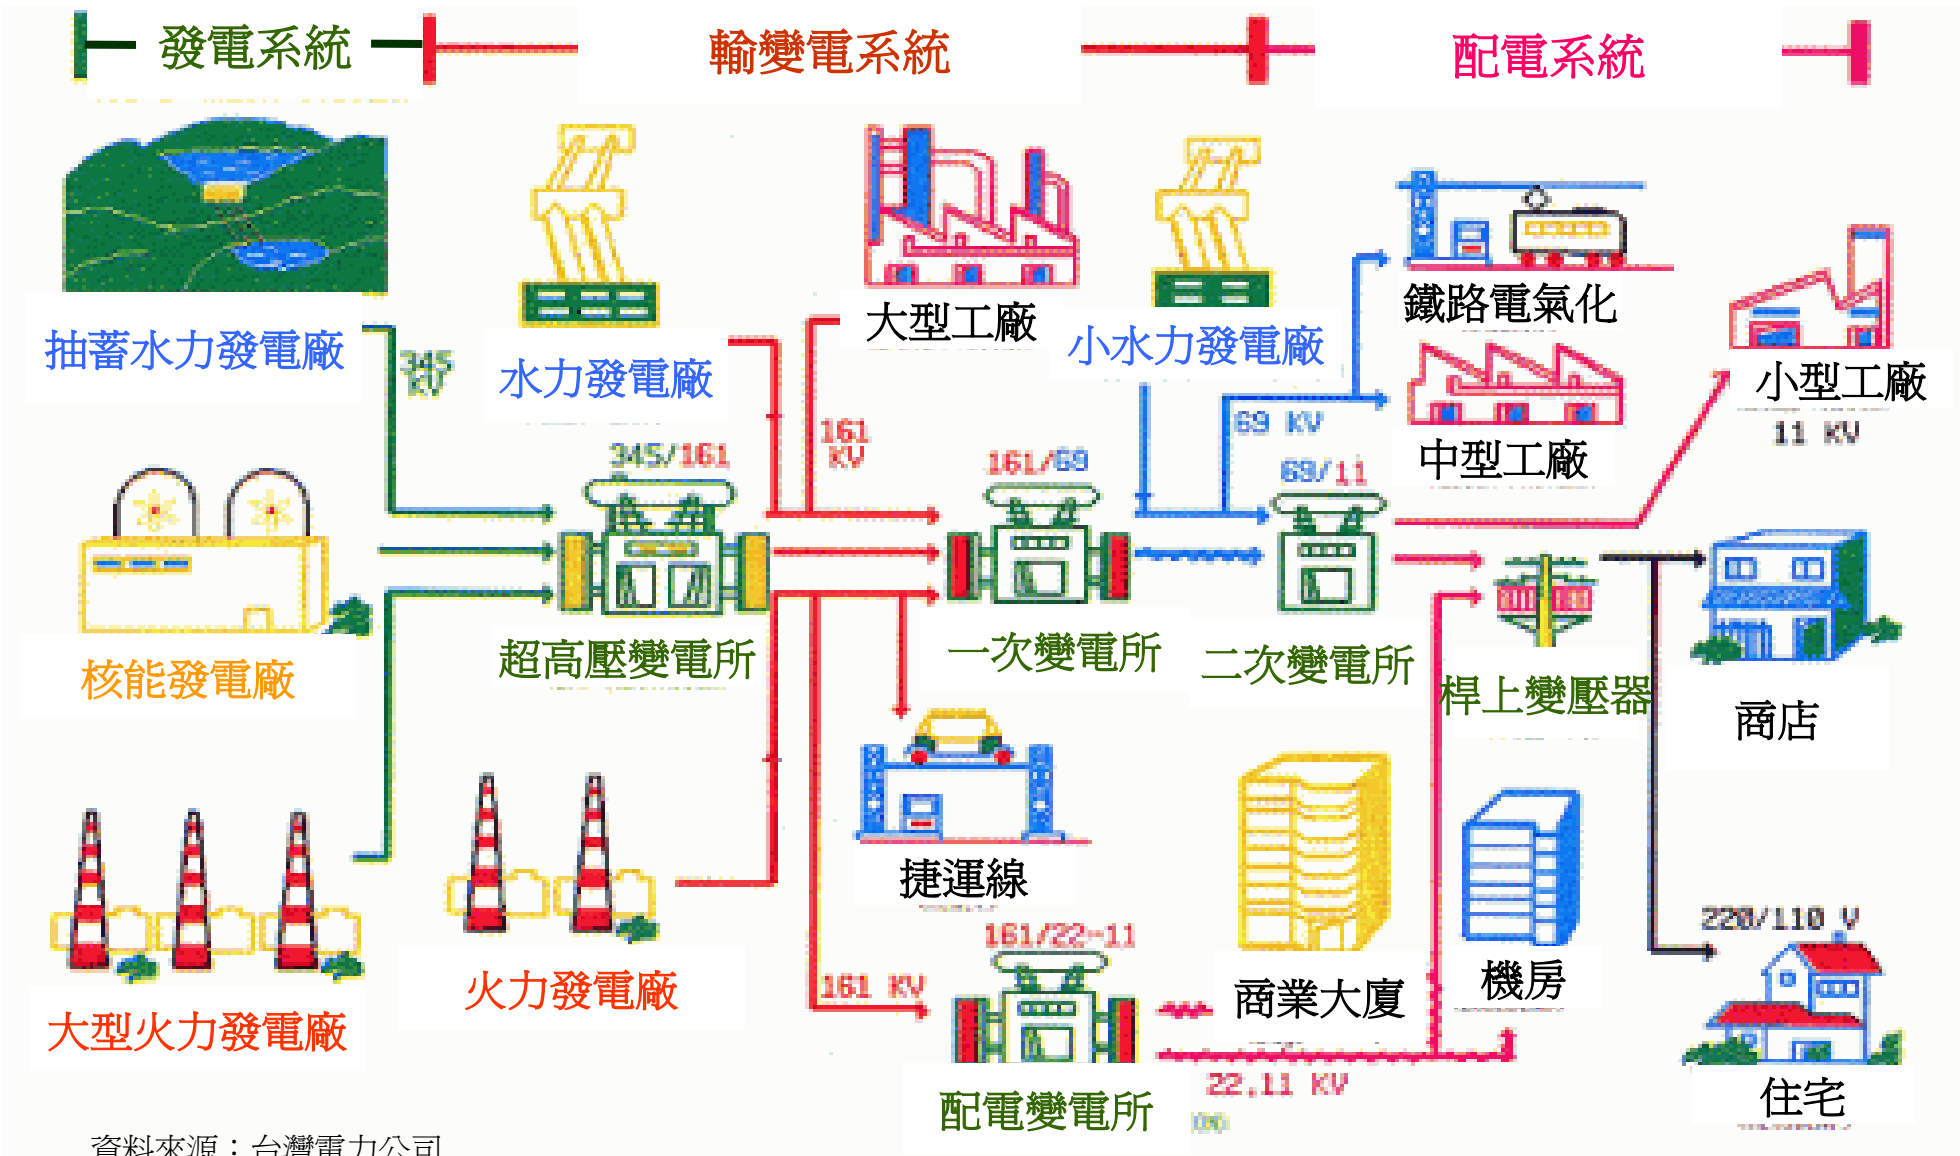 發電系統
輸變電系統
配電系統
抽蓄水力發電廠
345
KV
水力發電廠
大型工廠
161
KV
小水力發電廠
鐵路電氣化
69 KV
中型工廠
小型工廠
11 KV
345/161
161/69
69/11
核能發電廠
超高壓變電所
一次變電所
二次變電所
桿上變壓器
商店
大型火力發電廠
火力發電廠
捷運線
161 KV
161/22-11
配電變電所
商業大廈
機房
22,11 KV
220/110 V
住宅
資料來源：台灣電力公司